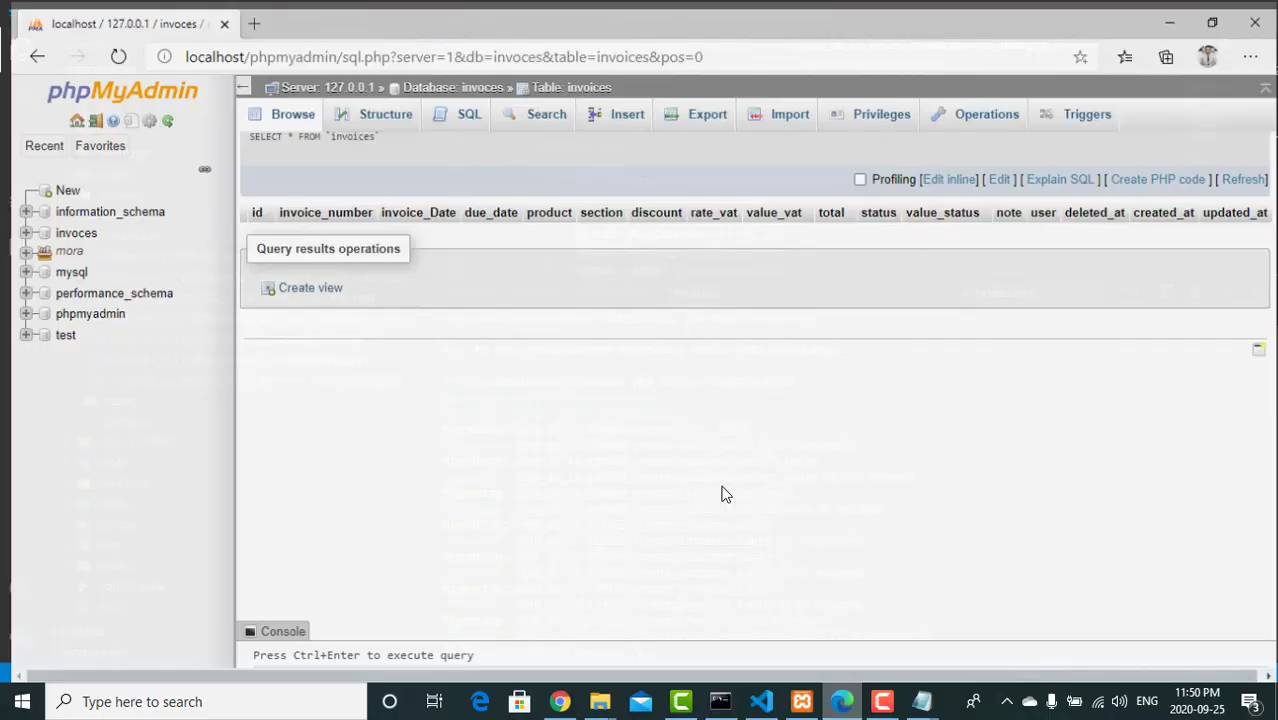 localhost / 127.0.0.1 / invoces /
localhost/phpmyadmin/sql.php?server=1&db=invoces&table=invoices&pos=0
phpMyAdmin
Server: 127.0.0.1 » Database: invoces » Table: invoices
Browse Structure SQL Search Insert Export Import Privileges Operations Triggers
Recent Favorites
SELECT * FROM `invoices`
Profiling [Edit inline] [ Edit ] [ Explain SQL ] [ Create PHP code ] [ Refresh]
New
information_schema
invoces
mora
mysql
performance_schema
phpmyadmin
test
id invoice_number invoice_Date due_date product section discount rate_vat value_vat total status value_status note user deleted_at created_at updated_at
Query results operations
Create view
Console
Press Ctrl+Enter to execute query
Type here to search
ENG
11:50 PM
2020-09-25
3